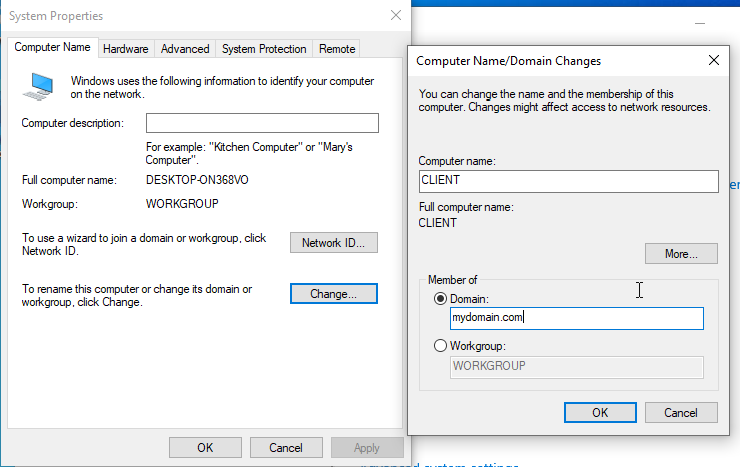 System Properties
Computer Name
Hardware
Advanced
System Protection
Remote
Windows uses the following information to identify your computer
on the network.
Computer description:
For example: "Kitchen Computer" or "Mary's
Computer".
Full computer name:
DESKTOP-ON368VO
Workgroup:
WORKGROUP
To use a wizard to join a domain or workgroup, click
Network ID.
Network ID...
To rename this computer or change its domain or
workgroup, click Change.
Change...
OK
Cancel
Apply
Computer Name/Domain Changes
You can change the name and the membership of this
computer. Changes might affect access to network resources.
Computer name:
CLIENT
Full computer name:
CLIENT
More...
Member of
Domain:
mydomain.com
Workgroup:
WORKGROUP
OK
Cancel